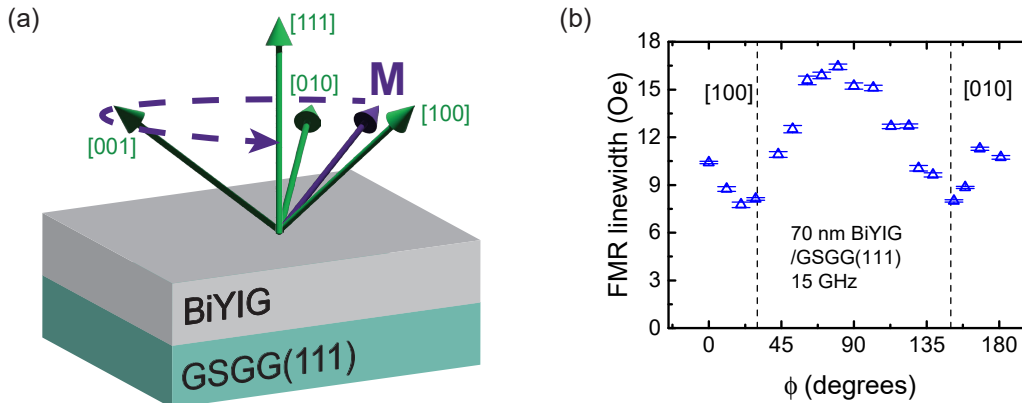 (a)
[111]
[010]
M
[100]
[001]
BiYIG
GSGG(111)
(b)
FMR linewidth (Oe)
18
15
12
9
6
3
0
[100]
[010]
70 nm BiYIG
/GSGG(111)
15 GHz
0
45
90
135
180
ϕ (degrees)